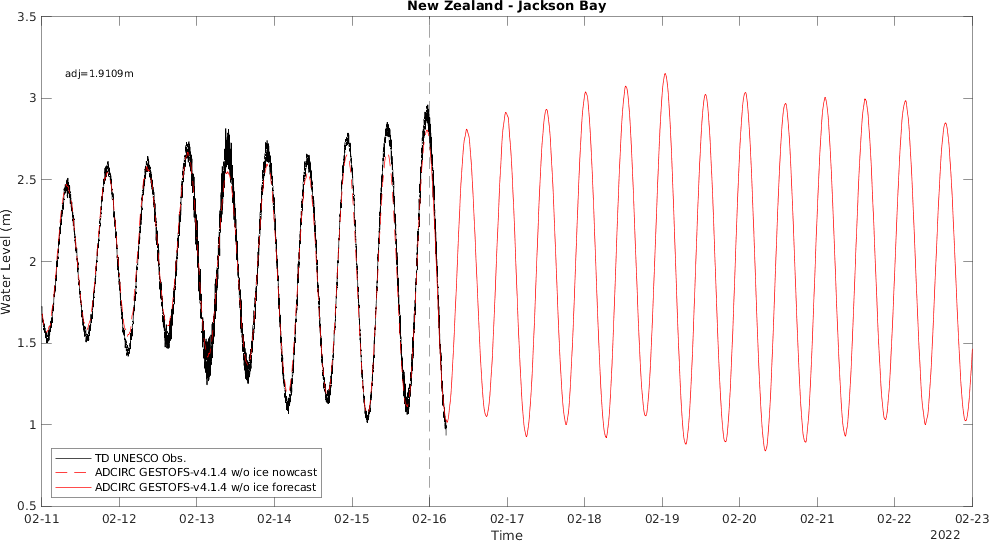 New Zealand - Jackson Bay
3.5
3
2.5
2
1.5
1
0.5
Water Level (m)
adj=1.9109m
TD UNESCO Obs.
ADCIRC GESTOFS-v4.1.4 w/o ice nowcast
ADCIRC GESTOFS-v4.1.4 w/o ice forecast
02-11 02-12 02-13 02-14 02-15 02-16 02-17 02-18 02-19 02-20 02-21 02-22 02-23
Time
2022